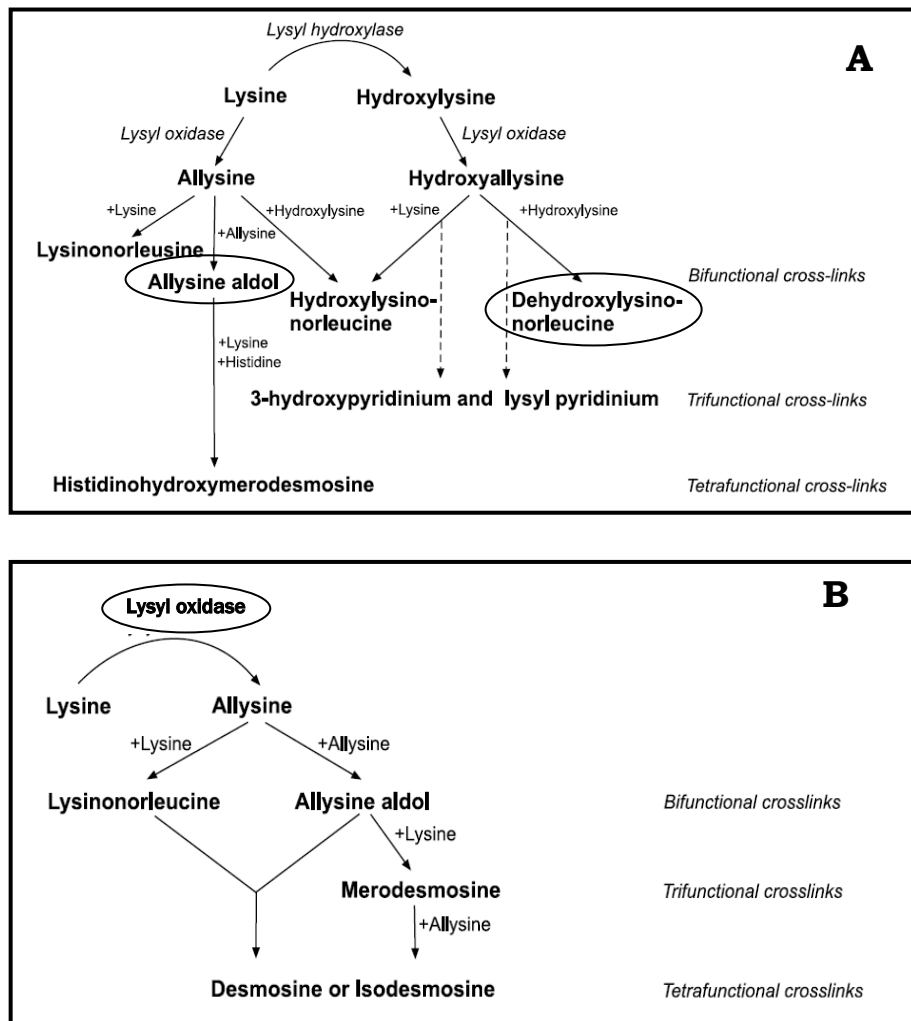 Lysyl hydroxylase
A
Lysine
Hydroxylysine
Lysyl oxidase
Lysyl oxidase
Allysine
Hydroxyallysine
+Lysine
+Hydroxylysine
+Lysine
+Hydroxylysine
+Allysine
Lysinonorleusine
Bifunctional cross-links
Allysine aldol
Hydroxylysino-
norleucine
Dehydroxylysino-
norleucine
+Lysine
+Histidine
3-hydroxypyridinium and lysyl pyridinium
Trifunctional cross-links
Histidinohydroxymerodesmosine
Tetrafunctional cross-links
B
Lysyl oxidase
Lysine
Allysine
+Lysine
+Allysine
Lysinonorleucine
Allysine aldol
Bifunctional crosslinks
+Lysine
Merodesmosine
Trifunctional crosslinks
+Allysine
Desmosine or Isodesmosine
Tetrafunctional crosslinks